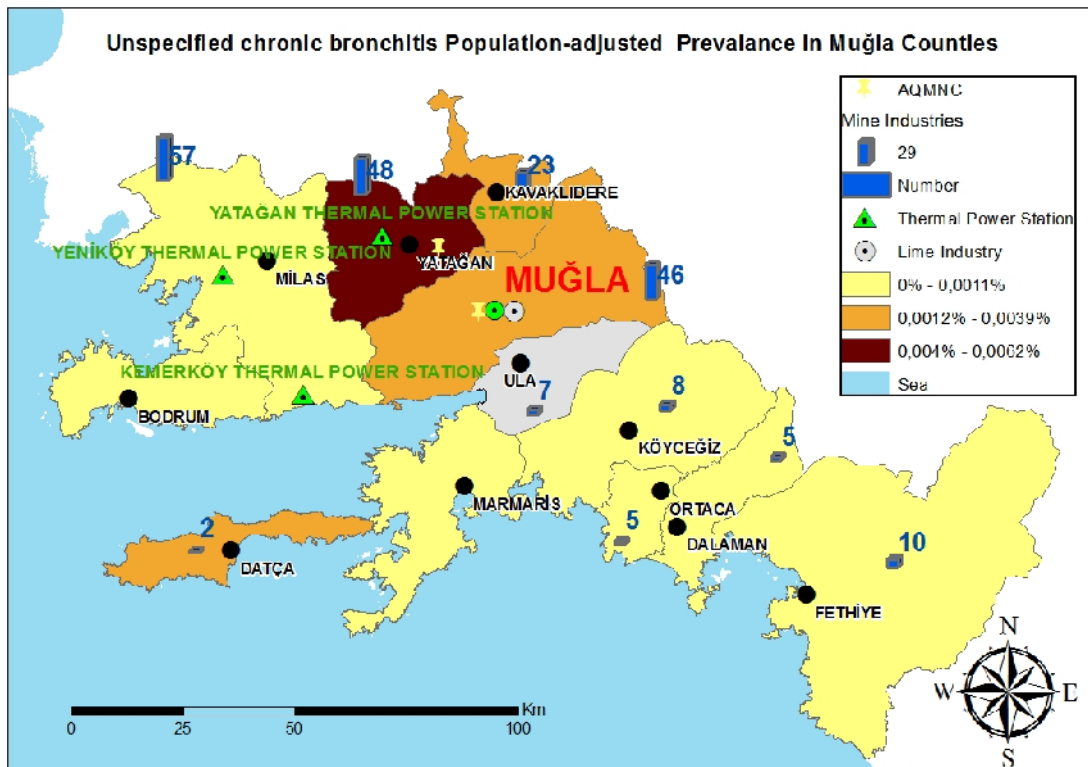 Unspecified chronic bronchitis Population-adjusted Prevalance in Muğla Counties
AQMNC
Mine Industries
29
Number
Thermal Power Station
Lime Industry
0% - 0,0011%
0,0012% - 0,0039%
0,004% - 0,0062%
Sea
57
48
23
KAVAKLIDERE
YATAĞAN THERMAL POWER STATION
YENİKÖY THERMAL POWER STATION
YATAĞAN
MİLAS
MUĞLA
46
KEMERKÖY THERMAL POWER STATION
ULA
7
8
BODRUM
KÖYCEĞİZ
5
MARMARİS
ORTACA
2
5
DALAMAN
DATÇA
10
FETHİYE
N
W
E
S
Km
0
25
50
100